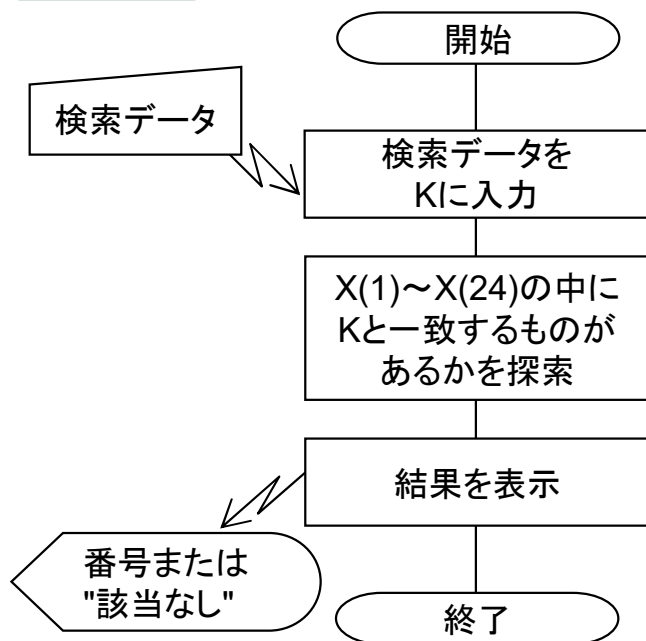 開始
検索データ
検索データを
Kに入力
X(1)～X(24)の中に
Kと一致するものが
あるかを探索
結果を表示
番号または
"該当なし"
終了